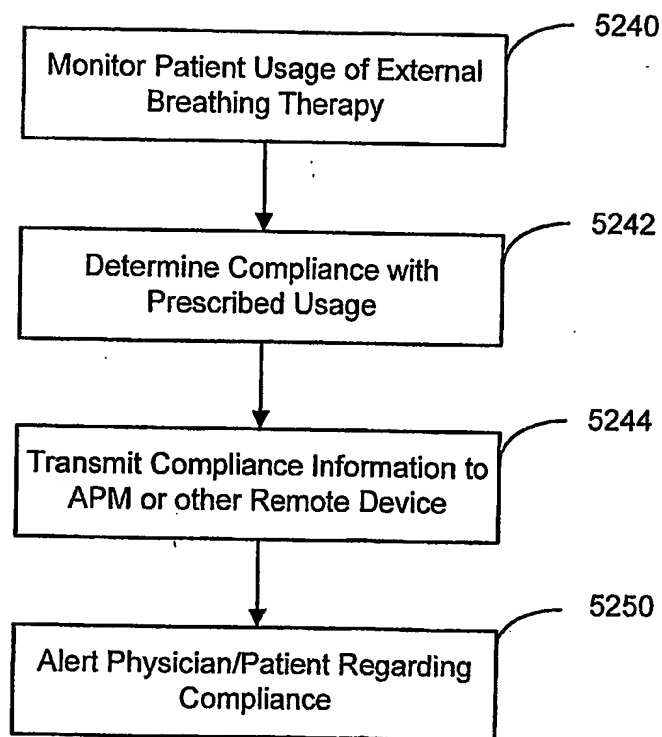 5240
Monitor Patient Usage of External
Breathing Therapy
5242
Determine Compliance with
Prescribed Usage
5244
Transmit Compliance Information to
APM or other Remote Device
5250
Alert Physician/Patient Regarding
Compliance